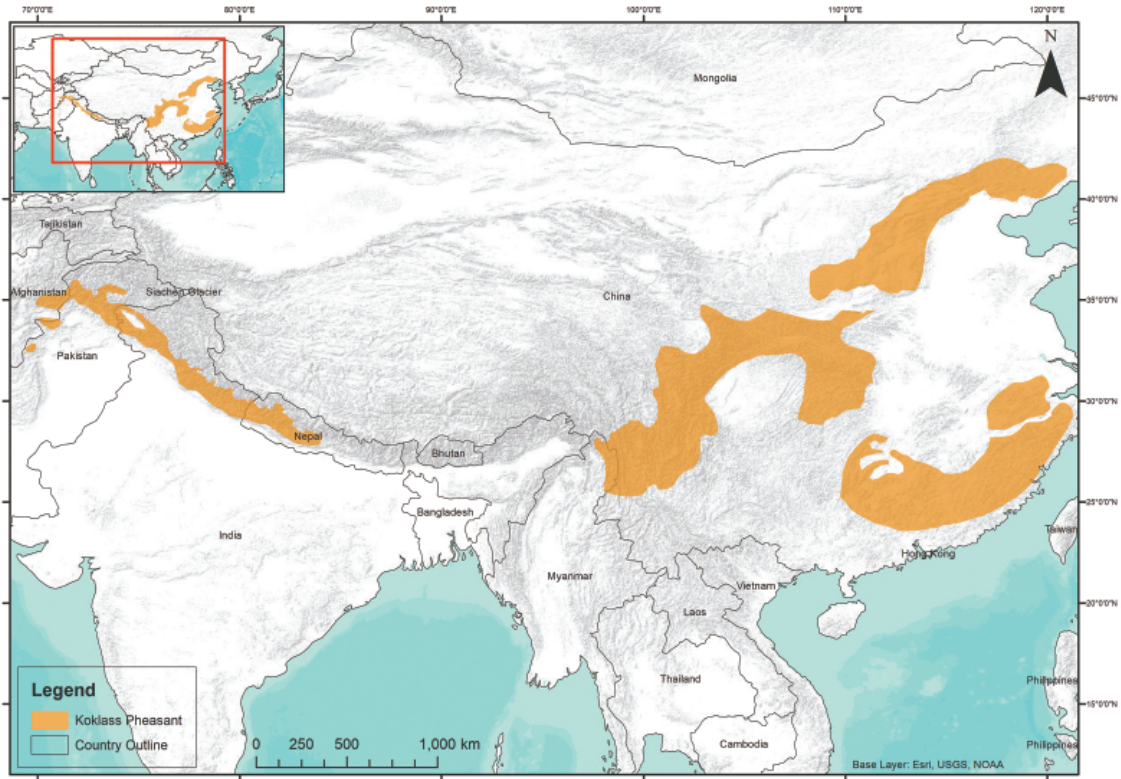 70°0'0"E 80°0'0"E 90°0'0"E 100°0'0"E 110°0'0"E 120°0'0"E
N
Mongolia
45°0'0"N
40°0'0"N
Tajikistan
Afghanistan
Siachen Glacier
China
35°0'0"N
Pakistan
30°0'0"N
Nepal
Bhutan
25°0'0"N
Bangladesh
India
Taiwan
Hong Kong
Myanmar
Vietnam
Laos
20°0'0"N
Thailand
Philippines
Legend
Koklass Pheasant
Country Outline
15°0'0"N
0 250 500 1,000 km
Cambodia
Philippines
Base Layer: Esri, USGS, NOAA